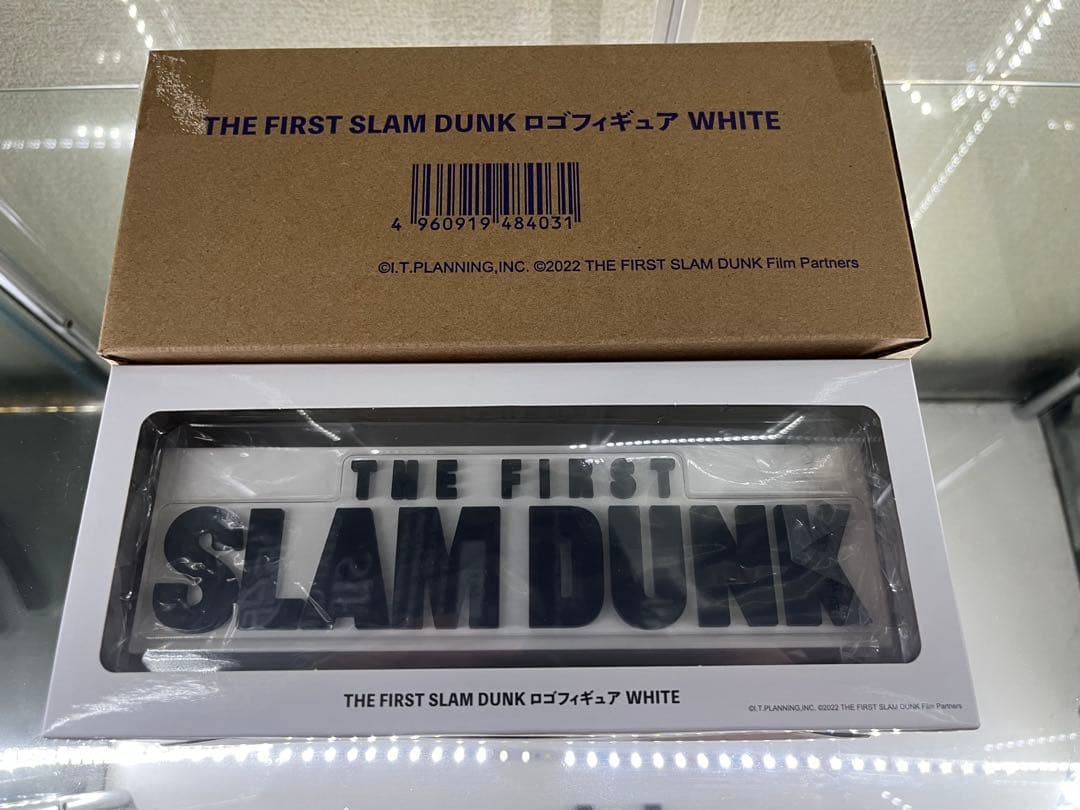 THE FIRST SLAM DUNK ロゴフィギュア WHITE
4 960919 484031
©I.T.PLANNING,INC. ©2022 THE FIRST SLAM DUNK Film Partners
THE FIRST
SLAM DUNK
THE FIRST SLAM DUNK ロゴフィギュア WHITE
©I.T.PLANNING,INC. ©2022 THE FIRST SLAM DUNK Film Partners